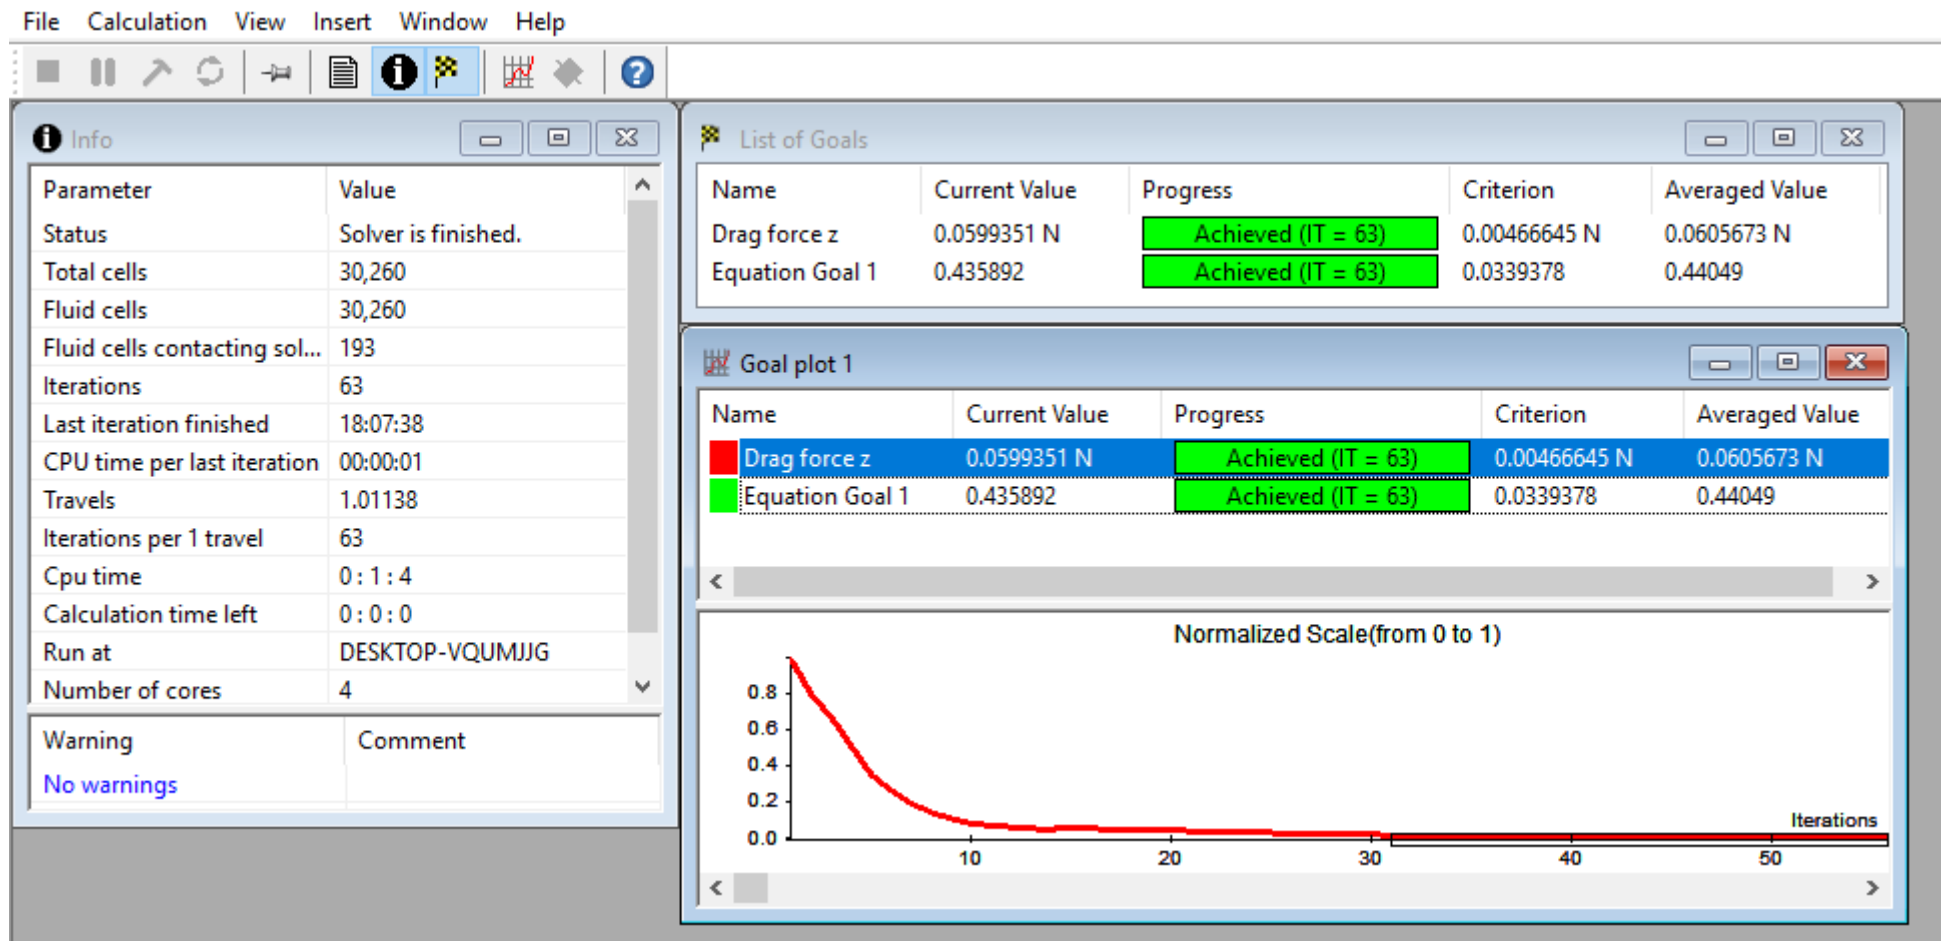 File Calculation View Insert Window Help
Info
Parameter Value
Status Solver is finished.
Total cells 30,260
Fluid cells 30,260
Fluid cells contacting sol... 193
Iterations 63
Last iteration finished 18:07:38
CPU time per last iteration 00:00:01
Travels 1.01138
Iterations per 1 travel 63
Cpu time 0 : 1 : 4
Calculation time left 0 : 0 : 0
Run at DESKTOP-VQUMJJG
Number of cores 4
Warning Comment
No warnings
List of Goals
Name Current Value Progress Criterion Averaged Value
Drag force z 0.0599351 N Achieved (IT = 63) 0.00466645 N 0.0605673 N
Equation Goal 1 0.435892 Achieved (IT = 63) 0.0339378 0.44049
Goal plot 1
Name Current Value Progress Criterion Averaged Value
Drag force z 0.0599351 N Achieved (IT = 63) 0.00466645 N 0.0605673 N
Equation Goal 1 0.435892 Achieved (IT = 63) 0.0339378 0.44049
Normalized Scale(from 0 to 1)
0.8
0.6
0.4
0.2
0.0
Iterations
10 20 30 40 50